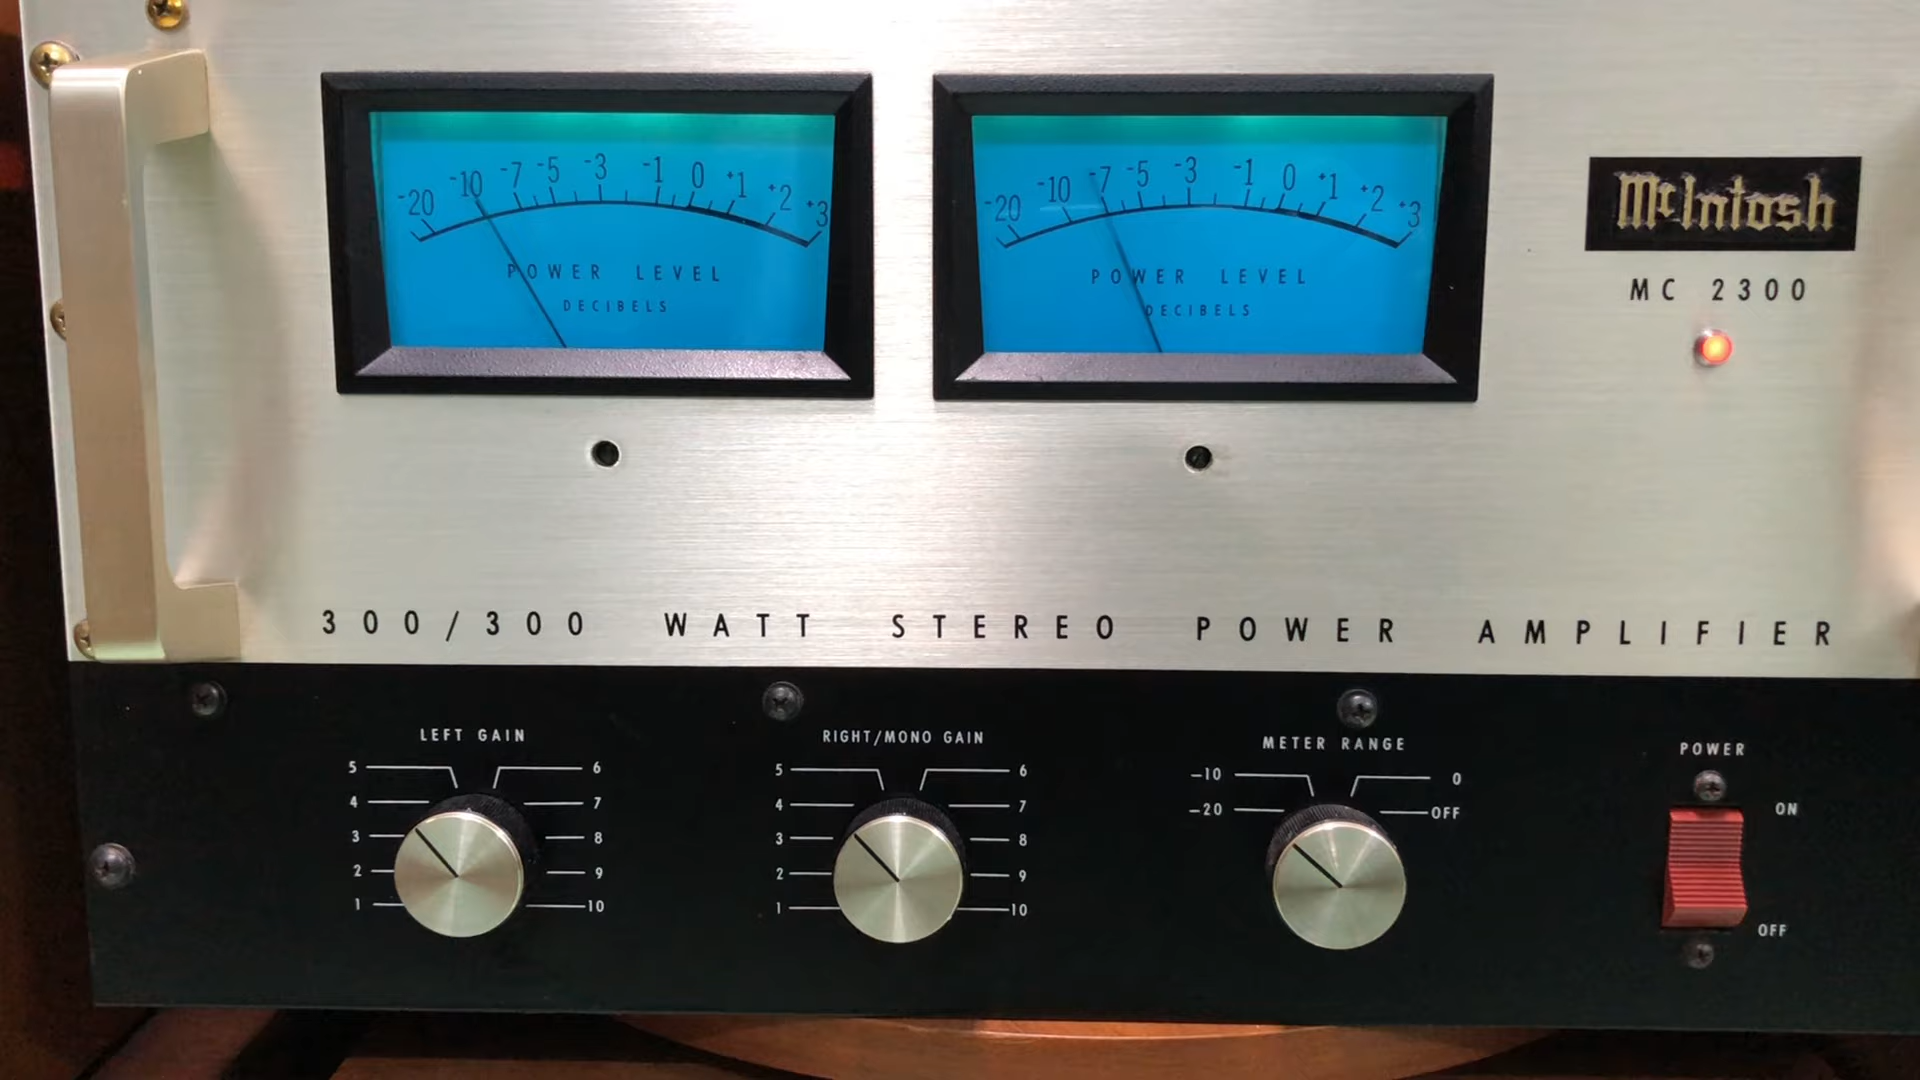 -20 -10 -7 -5 -3 -1 0 +1 +2 +3
POWER LEVEL
DECIBELS
-20 -10 -7 -5 -3 -1 0 +1 +2 +3
POWER LEVEL
DECIBELS
McIntosh
MC 2300
300/300 WATT STEREO POWER AMPLIFIER
LEFT GAIN
5 6
4 7
3 8
2 9
1 10
RIGHT/MONO GAIN
5 6
4 7
3 8
2 9
1 10
METER RANGE
-10 0
-20 OFF
POWER
ON
OFF